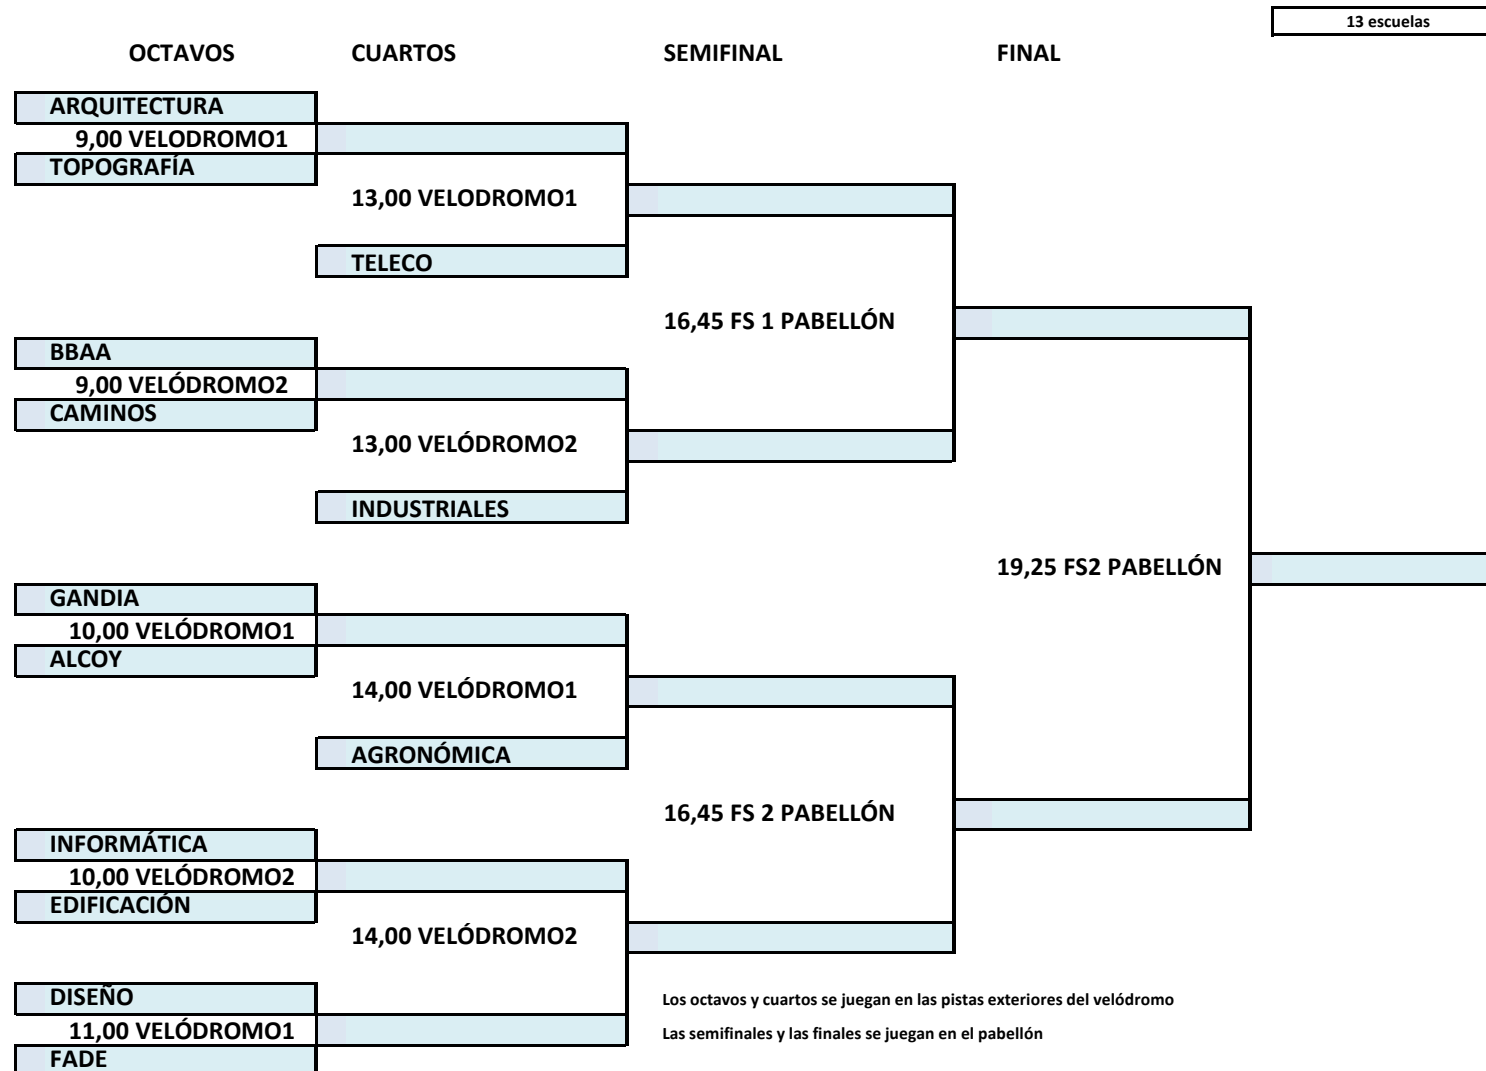 13 escuelas
OCTAVOS CUARTOS SEMIFINAL FINAL
ARQUITECTURA
9,00 VELODROMO1
TOPOGRAFÍA
13,00 VELODROMO1
TELECO
16,45 FS 1 PABELLÓN
BBAA
9,00 VELÓDROMO2
CAMINOS
13,00 VELÓDROMO2
INDUSTRIALES
19,25 FS2 PABELLÓN
GANDIA
10,00 VELÓDROMO1
ALCOY
14,00 VELÓDROMO1
AGRONÓMICA
16,45 FS 2 PABELLÓN
INFORMÁTICA
10,00 VELÓDROMO2
EDIFICACIÓN
14,00 VELÓDROMO2
DISEÑO
11,00 VELÓDROMO1
FADE
Los octavos y cuartos se juegan en las pistas exteriores del velódromo
Las semifinales y las finales se juegan en el pabellón